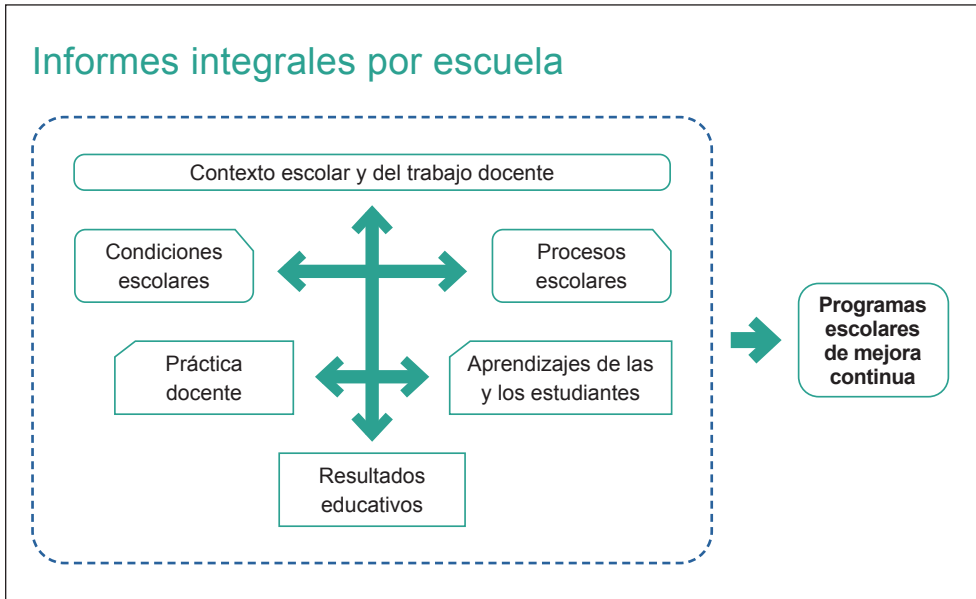 Informes integrales por escuela
Contexto escolar y del trabajo docente
Condiciones
escolares
Procesos
escolares
Práctica
docente
Aprendizajes de las
y los estudiantes
Resultados
educativos
Programas
escolares
de mejora
continua